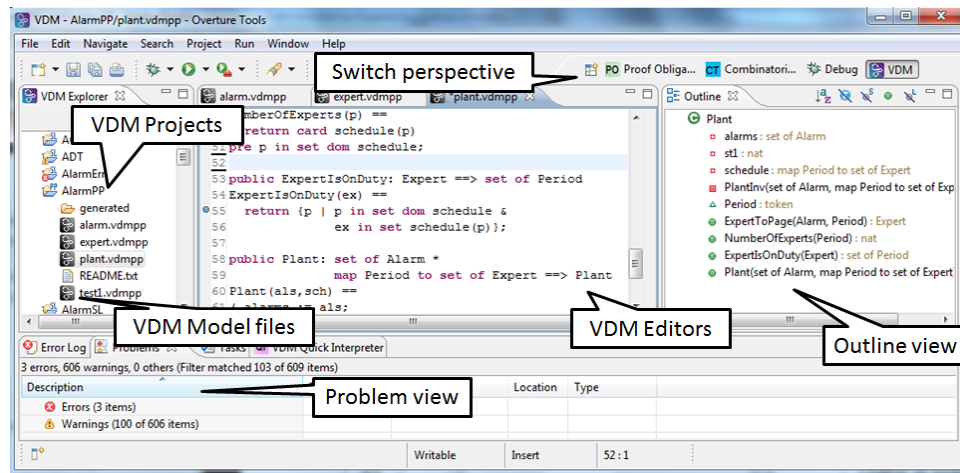 VDM - AlarmPP/plant.vdmpp - Overture Tools
File Edit Navigate Search Project Run Window Help
Switch perspective
PO Proof Obliga... CT Combinatori... Debug VDM
VDM Explorer
alarm.vdmpp expert.vdmpp *plant.vdmpp
Outline
VDM Projects
ADT
AlarmErr
AlarmPP
generated
alarm.vdmpp
expert.vdmpp
plant.vdmpp
README.txt
test1.vdmpp
AlarmSL
VDM Model files
umberOfExperts(p) ==
return card schedule(p)
51 pre p in set dom schedule;
52
53 public ExpertIsOnDuty: Expert ==> set of Period
54 ExpertIsOnDuty(ex) ==
55 return {p | p in set dom schedule &
56 ex in set schedule(p)};
57
58 public Plant: set of Alarm *
59 map Period to set of Expert ==> Plant
60 Plant(als,sch) ==
61 ( alarms := als;
VDM Editors
Plant
alarms : set of Alarm
st1 : nat
schedule : map Period to set of Expert
PlantInv(set of Alarm, map Period to set of Exp
Period : token
ExpertToPage(Alarm, Period) : Expert
NumberOfExperts(Period) : nat
ExpertIsOnDuty(Expert) : set of Period
Plant(set of Alarm, map Period to set of Expert
Outline view
Error Log Problems Tasks VDM Quick Interpreter
3 errors, 606 warnings, 0 others (Filter matched 103 of 609 items)
Description Location Type
Problem view
Errors (3 items)
Warnings (100 of 606 items)
Writable Insert 52 : 1